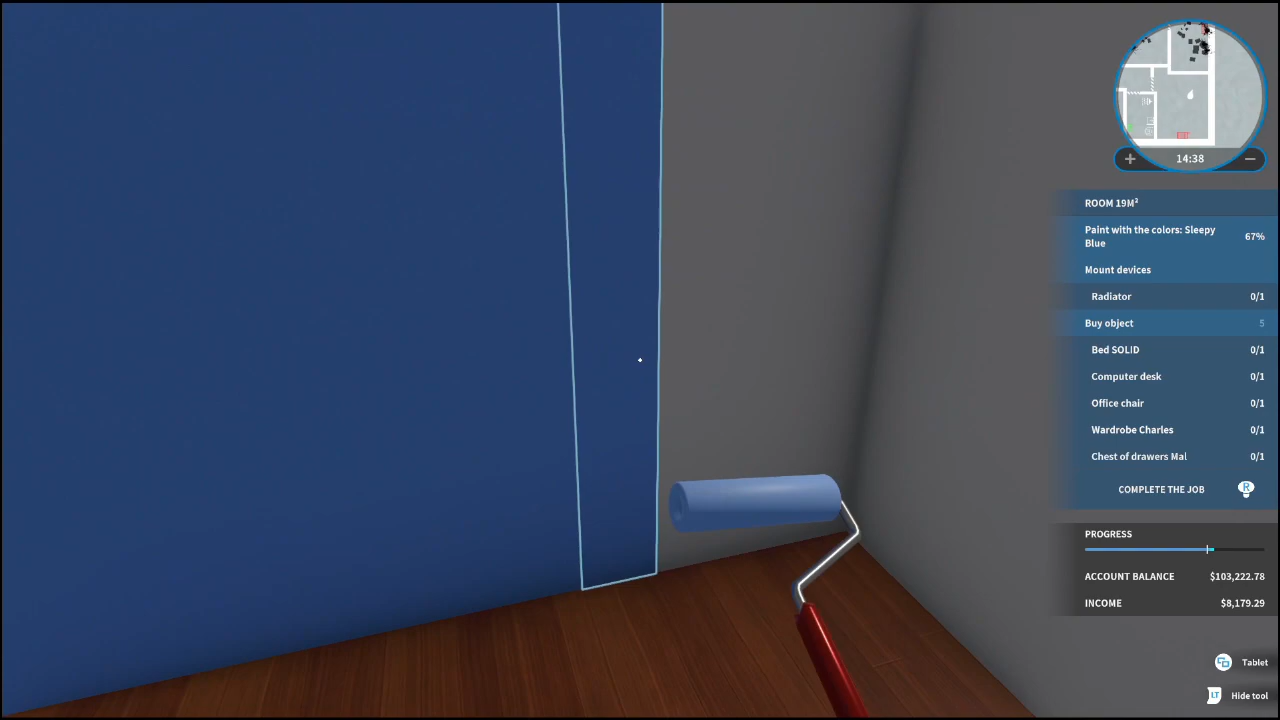 14:38
ROOM 19M²
Paint with the colors: Sleepy
Blue
67%
Mount devices
Radiator 0/1
Buy object 5
Bed SOLID 0/1
Computer desk 0/1
Office chair 0/1
Wardrobe Charles 0/1
Chest of drawers Mal 0/1
COMPLETE THE JOB R
PROGRESS
ACCOUNT BALANCE $103,222.78
INCOME $8,179.29
Tablet
LT Hide tool